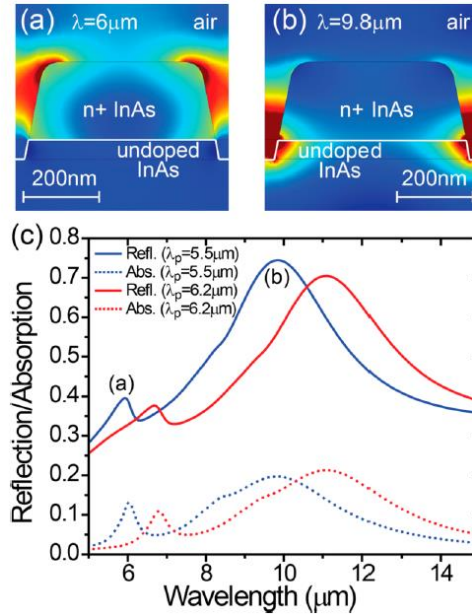 (a) λ=6μm air
n+ InAs
undoped
InAs
200nm
(b) λ=9.8μm air
n+ InAs
undoped
InAs
200nm
(c)
Refl. (λp=5.5μm)
Abs. (λp=5.5μm)
Refl. (λp=6.2μm)
Abs. (λp=6.2μm)
(a)
(b)
Reflection/Absorption
0.8
0.7
0.6
0.5
0.4
0.3
0.2
0.1
0.0
6 8 10 12 14
Wavelength (μm)